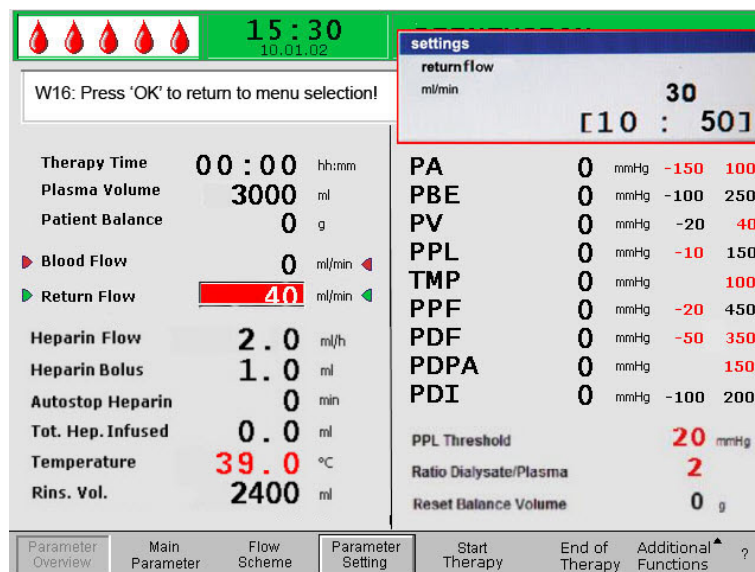 15:30
10.01.02
settings
return flow
ml/min 30
[10 : 50]
W16: Press ‘OK’ to return to menu selection!
Therapy Time 00:00 hh:mm
Plasma Volume 3000 ml
Patient Balance 0 g
Blood Flow 0 ml/min
Return Flow 40 ml/min
Heparin Flow 2.0 ml/h
Heparin Bolus 1.0 ml
Autostop Heparin 0 min
Tot. Hep. Infused 0.0 ml
Temperature 39.0 °C
Rins. Vol. 2400 ml
PA 0 mmHg -150 100
PBE 0 mmHg -100 250
PV 0 mmHg -20 40
PPL 0 mmHg -10 150
TMP 0 mmHg 100
PPF 0 mmHg -20 450
PDF 0 mmHg -50 350
PDPA 0 mmHg 150
PDI 0 mmHg -100 200
PPL Threshold 20 mmHg
Ratio Dialysate/Plasma 2
Reset Balance Volume 0 g
Parameter Overview
Main Parameter
Flow Scheme
Parameter Setting
Start Therapy
End of Therapy
Additional Functions
?